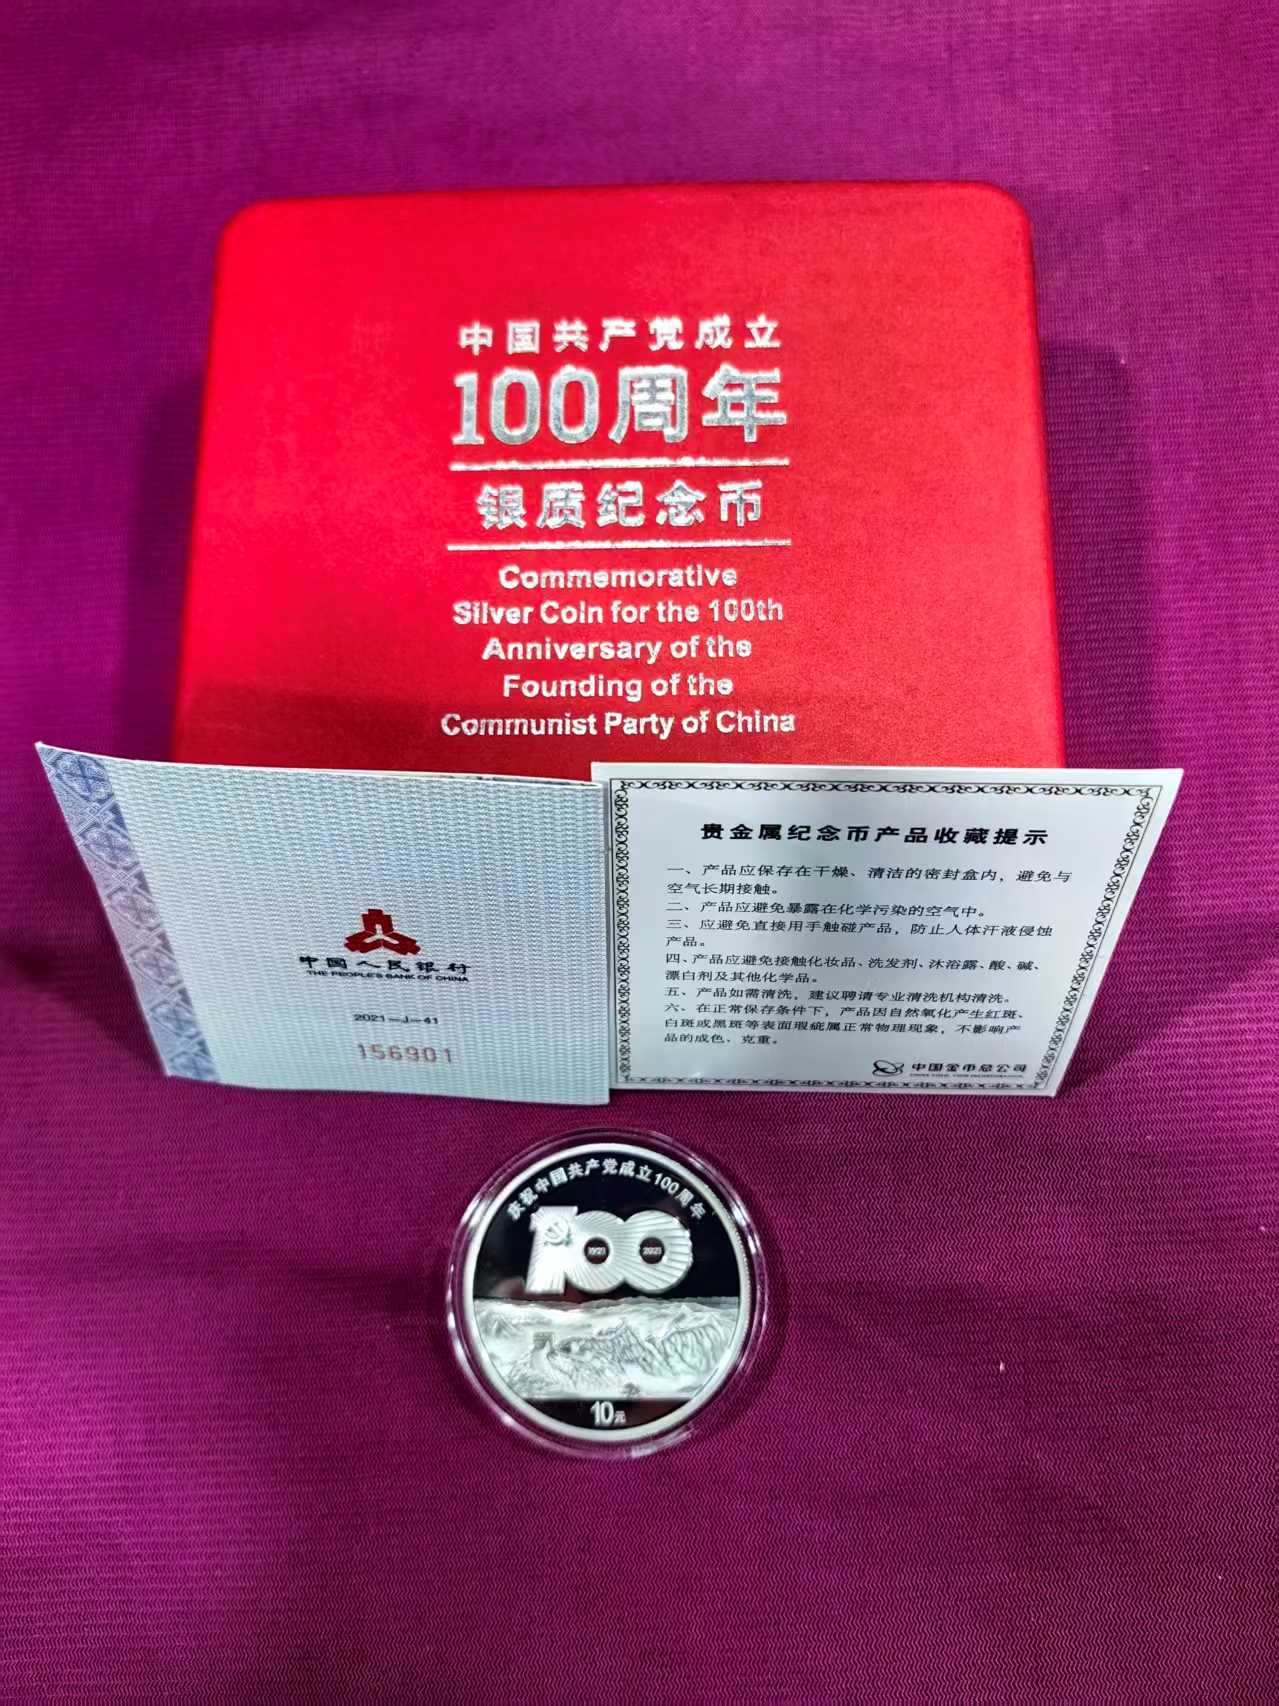 中国共产党成立
100周年
银质纪念币
Commemorative
Silver Coin for the 100th
Anniversary of the
Founding of the
Communist Party of China
中国人民银行
THE PEOPLE'S BANK OF CHINA
2021-J-41
156901
贵金属纪念币产品收藏提示
一、产品应保存在干燥、清洁的密封盒内，避免与
空气长期接触。
二、产品应避免暴露在化学污染的空气中。
三、应避免直接用手触碰产品，防止人体汗液侵蚀
产品。
四、产品应避免接触化妆品、洗发剂、沐浴露、酸、碱、
漂白剂及其他化学品。
五、产品如需清洗，建议聘请专业清洗机构清洗。
六、在正常保存条件下，产品因自然氧化产生红斑、
白斑或黑斑等表面瑕疵属正常物理现象，不影响产
品的成色、克重。
中国金币总公司
CHINA GOLD COIN INCORPORATION
庆祝中国共产党成立100周年
100
1921 2021
10元